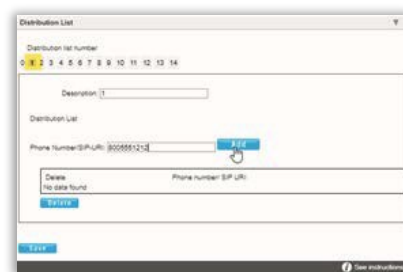 Distribution List
Distribution list number
0 1 2 3 4 5 6 7 8 9 10 11 12 13 14
Description: 1
Distribution List
Phone Number(SIP-URI): 8005551212 Add
Delete Phone number/ SIP URI
No data found
Delete
Save
See instructions